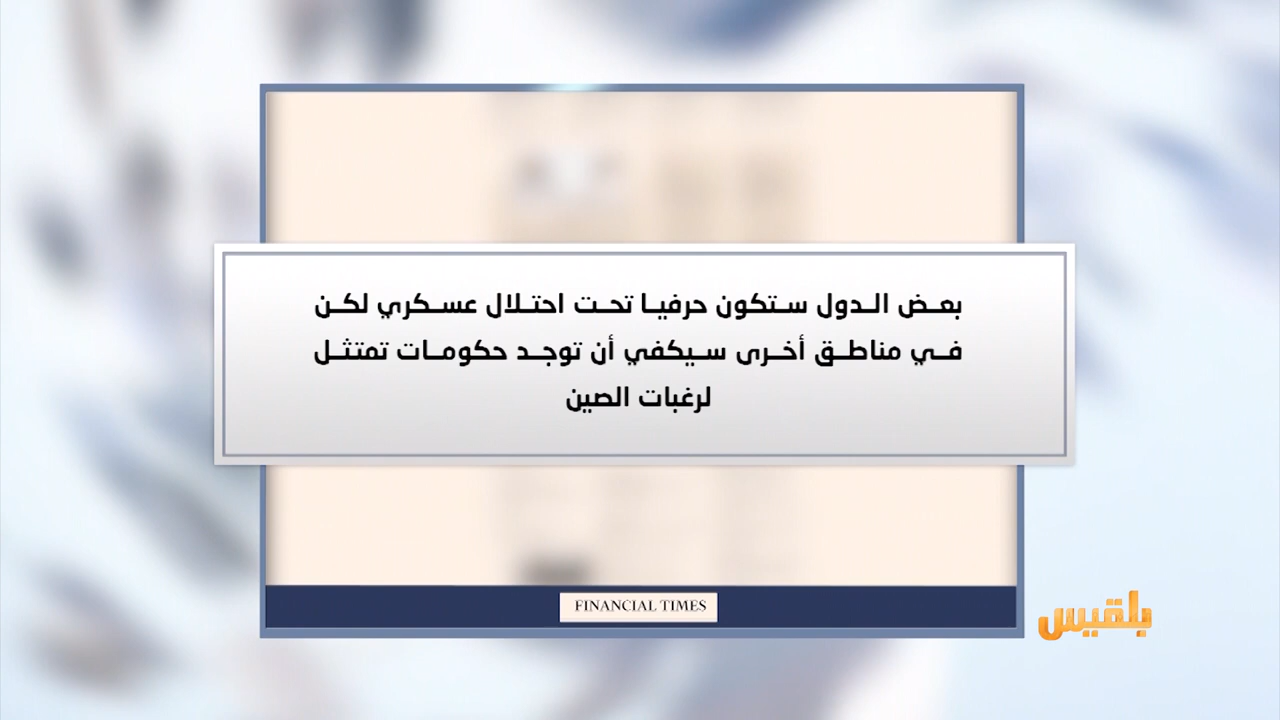 بعض الدول ستكون حرفيا تحت احتلال عسكري لكن
في مناطق أخرى سيكفي أن توجد حكومات تمتثل
لرغبات الصين
FINANCIAL TIMES
بلقيس